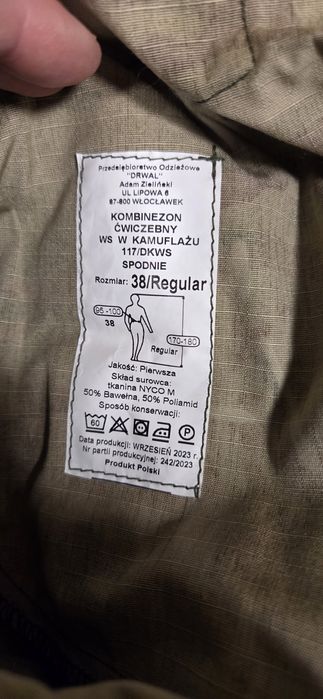 Przedsiębiorstwo Odzieżowe
"DRWAL"
Adam Zieliński
UL LIPOWA 6
87-800 WŁOCŁAWEK
KOMBINEZON
ĆWICZEBNY
WS W KAMUFLAŻU
117/DKWS
SPODNIE
Rozmiar: 38/Regular
95-100
38
170-180
Regular
Jakość: Pierwsza
Skład surowca:
tkanina NYCO M
50% Bawełna, 50% Poliamid
Sposób konserwacji:
60 P
Data produkcji: WRZESIEŃ 2023 r.
Nr partii produkcyjnej: 242/2023
Produkt Polski